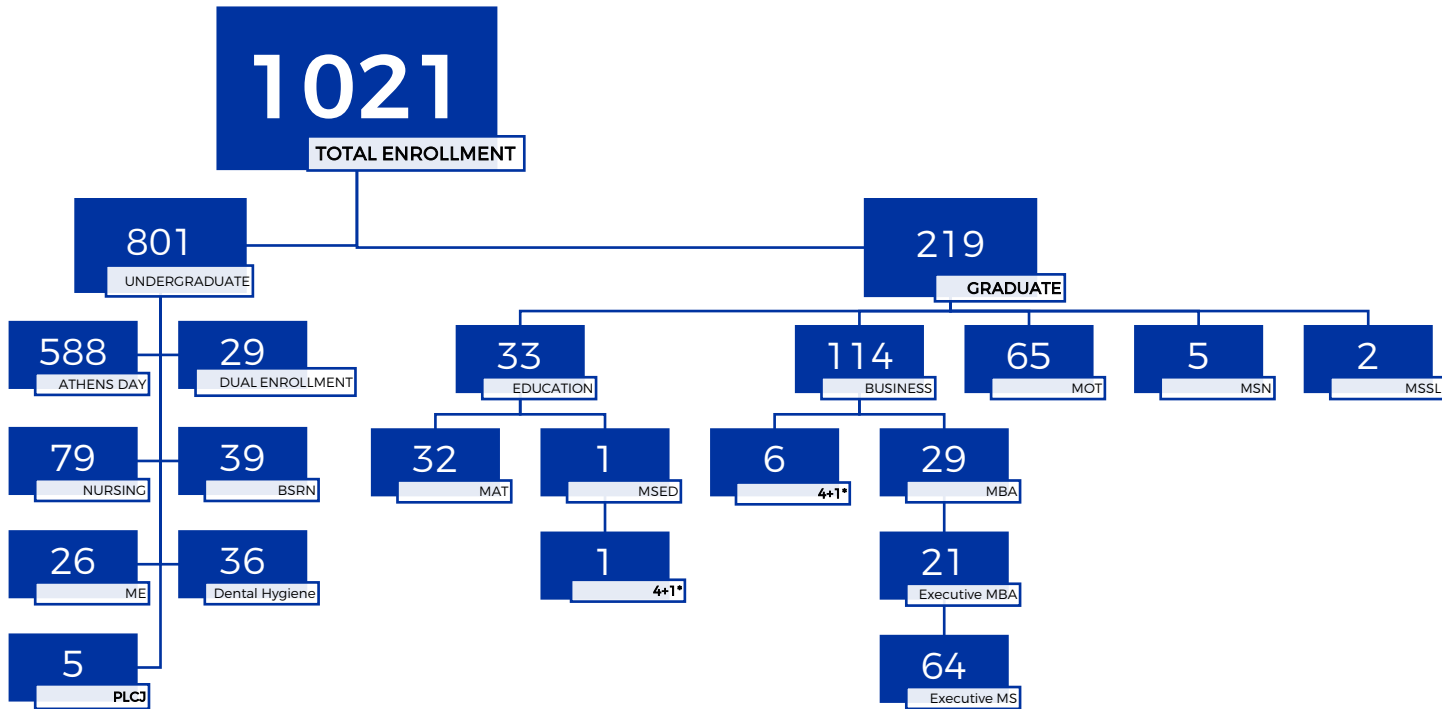 1021
TOTAL ENROLLMENT
801
UNDERGRADUATE
219
GRADUATE
588
ATHENS DAY
29
DUAL ENROLLMENT
33
EDUCATION
114
BUSINESS
65
MOT
5
MSN
2
MSSL
79
NURSING
39
BSRN
32
MAT
1
MSED
6
4+1*
29
MBA
26
ME
36
Dental Hygiene
1
4+1*
21
Executive MBA
5
PLCJ
64
Executive MS